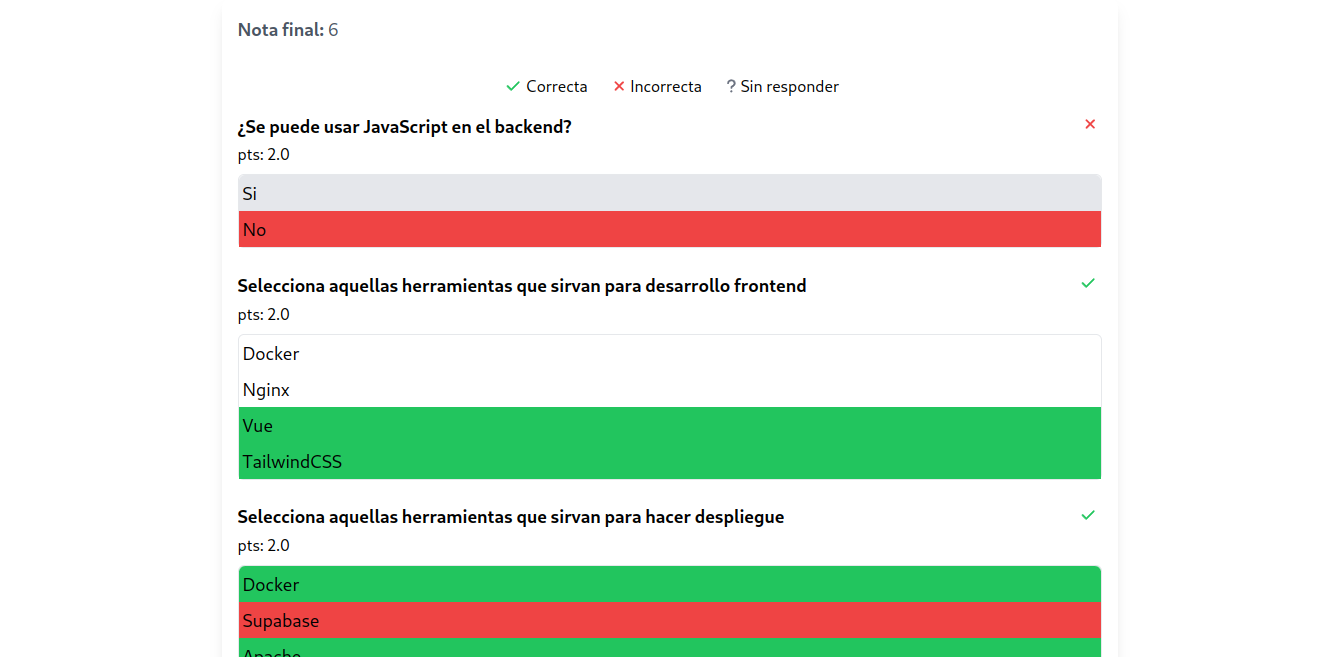 Nota final: 6
✓ Correcta ✕ Incorrecta ? Sin responder
¿Se puede usar JavaScript en el backend?
pts: 2.0
Si
No
Selecciona aquellas herramientas que sirvan para desarrollo frontend
pts: 2.0
Docker
Nginx
Vue
TailwindCSS
Selecciona aquellas herramientas que sirvan para hacer despliegue
pts: 2.0
Docker
Supabase
Apache